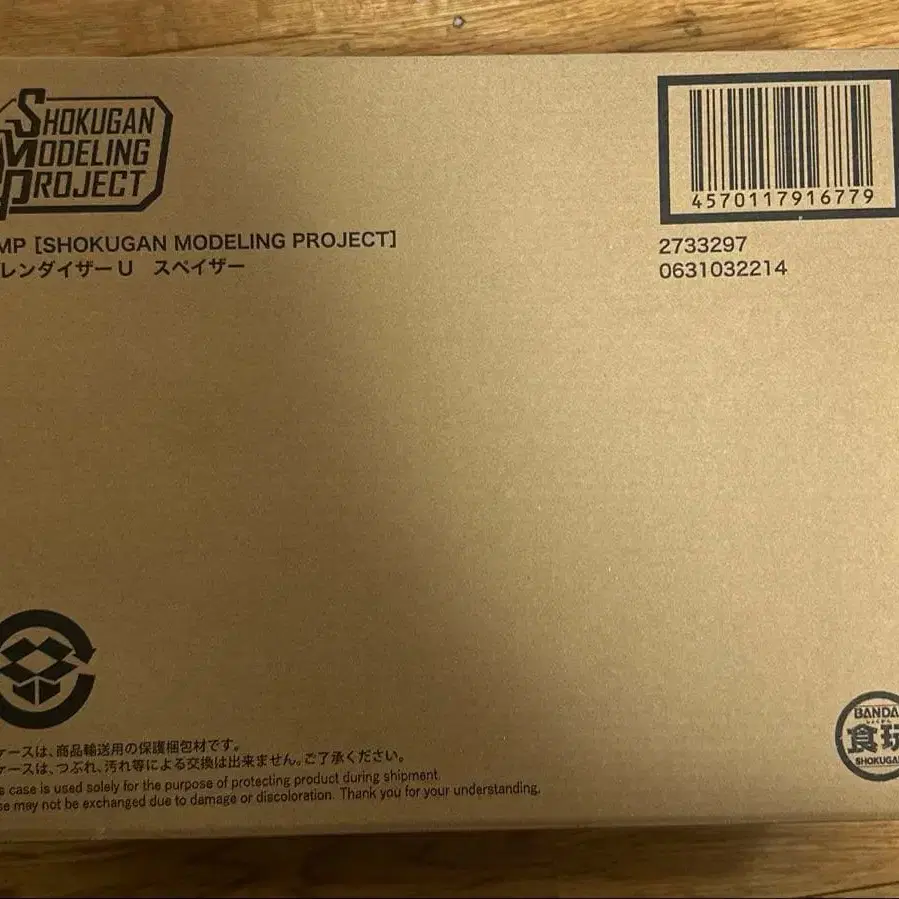 SHOKUGAN
MODELING
PROJECT
4570117916779
MP [SHOKUGAN MODELING PROJECT]
レンダイザーU スペイザー
2733297
0631032214
ケースは、商品輸送用の保護梱包材です。
ケースは、つぶれ、汚れ等による交換は出来ません。ご了承ください。
s case is used solely for the purpose of protecting product during shipment.
se may not be exchanged due to damage or discoloration. Thank you for your understanding.
BANDA
食玩
SHOKUGA